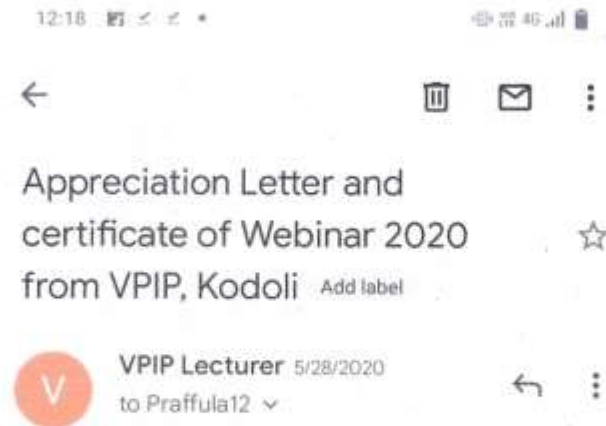 12:18
4G
Appreciation Letter and
certificate of Webinar 2020
from VPIP, Kodoli Add label
V
VPIP Lecturer 5/28/2020
to Praffula12